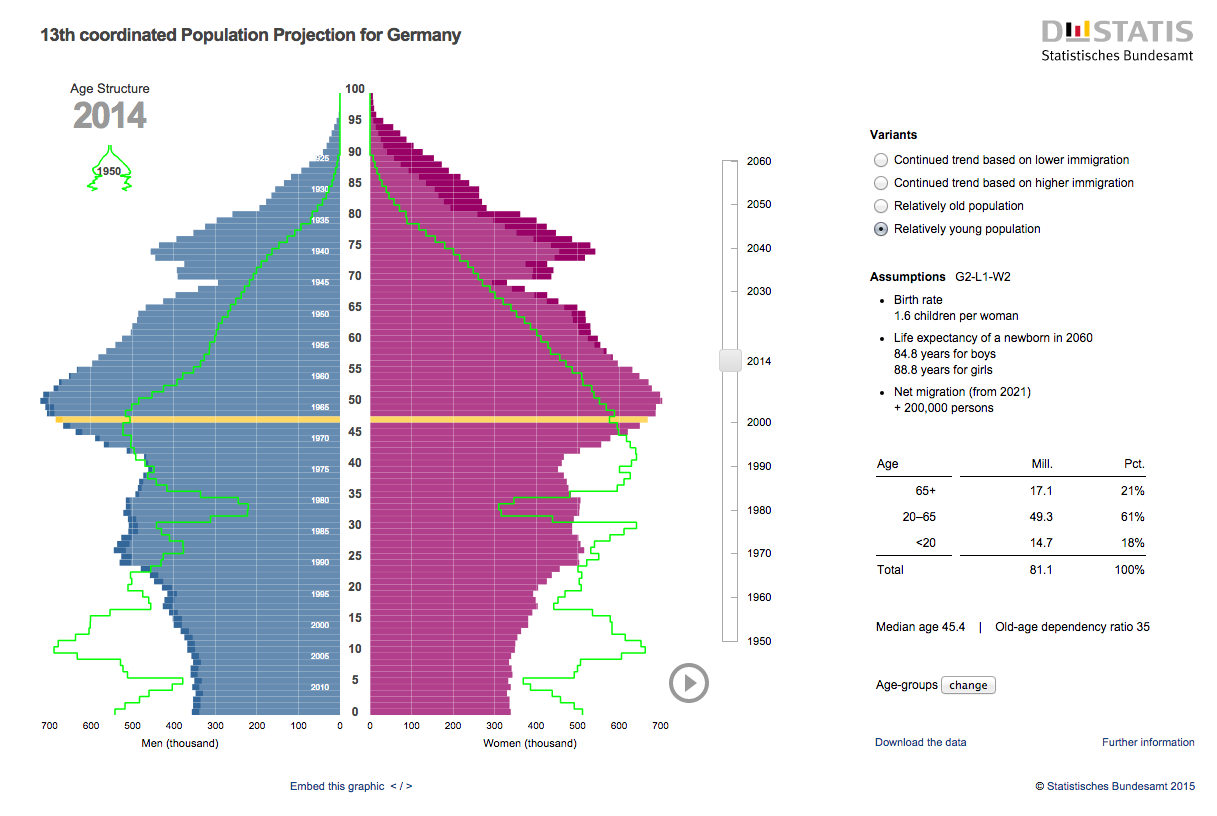 13th coordinated Population Projection for Germany
DSTATIS
Statistisches Bundesamt
Age Structure
2014
1950
100
95
90
85
80
75
70
65
60
55
50
45
40
35
30
25
20
15
10
5
0
1925
1930
1935
1940
1945
1950
1955
1960
1965
1970
1975
1980
1985
1990
1995
2000
2005
2010
700 600 500 400 300 200 100 0
0 100 200 300 400 500 600 700
Men (thousand)
Women (thousand)
2060
2050
2040
2030
2014
2000
1990
1980
1970
1960
1950
Variants
Continued trend based on lower immigration
Continued trend based on higher immigration
Relatively old population
Relatively young population
Assumptions G2-L1-W2
• Birth rate
1.6 children per woman
• Life expectancy of a newborn in 2060
84.8 years for boys
88.8 years for girls
• Net migration (from 2021)
+ 200,000 persons
Age Mill. Pct.
65+ 17.1 21%
20–65 49.3 61%
<20 14.7 18%
Total 81.1 100%
Median age 45.4 | Old-age dependency ratio 35
Age-groups change
Download the data Further information
Embed this graphic < / >
© Statistisches Bundesamt 2015